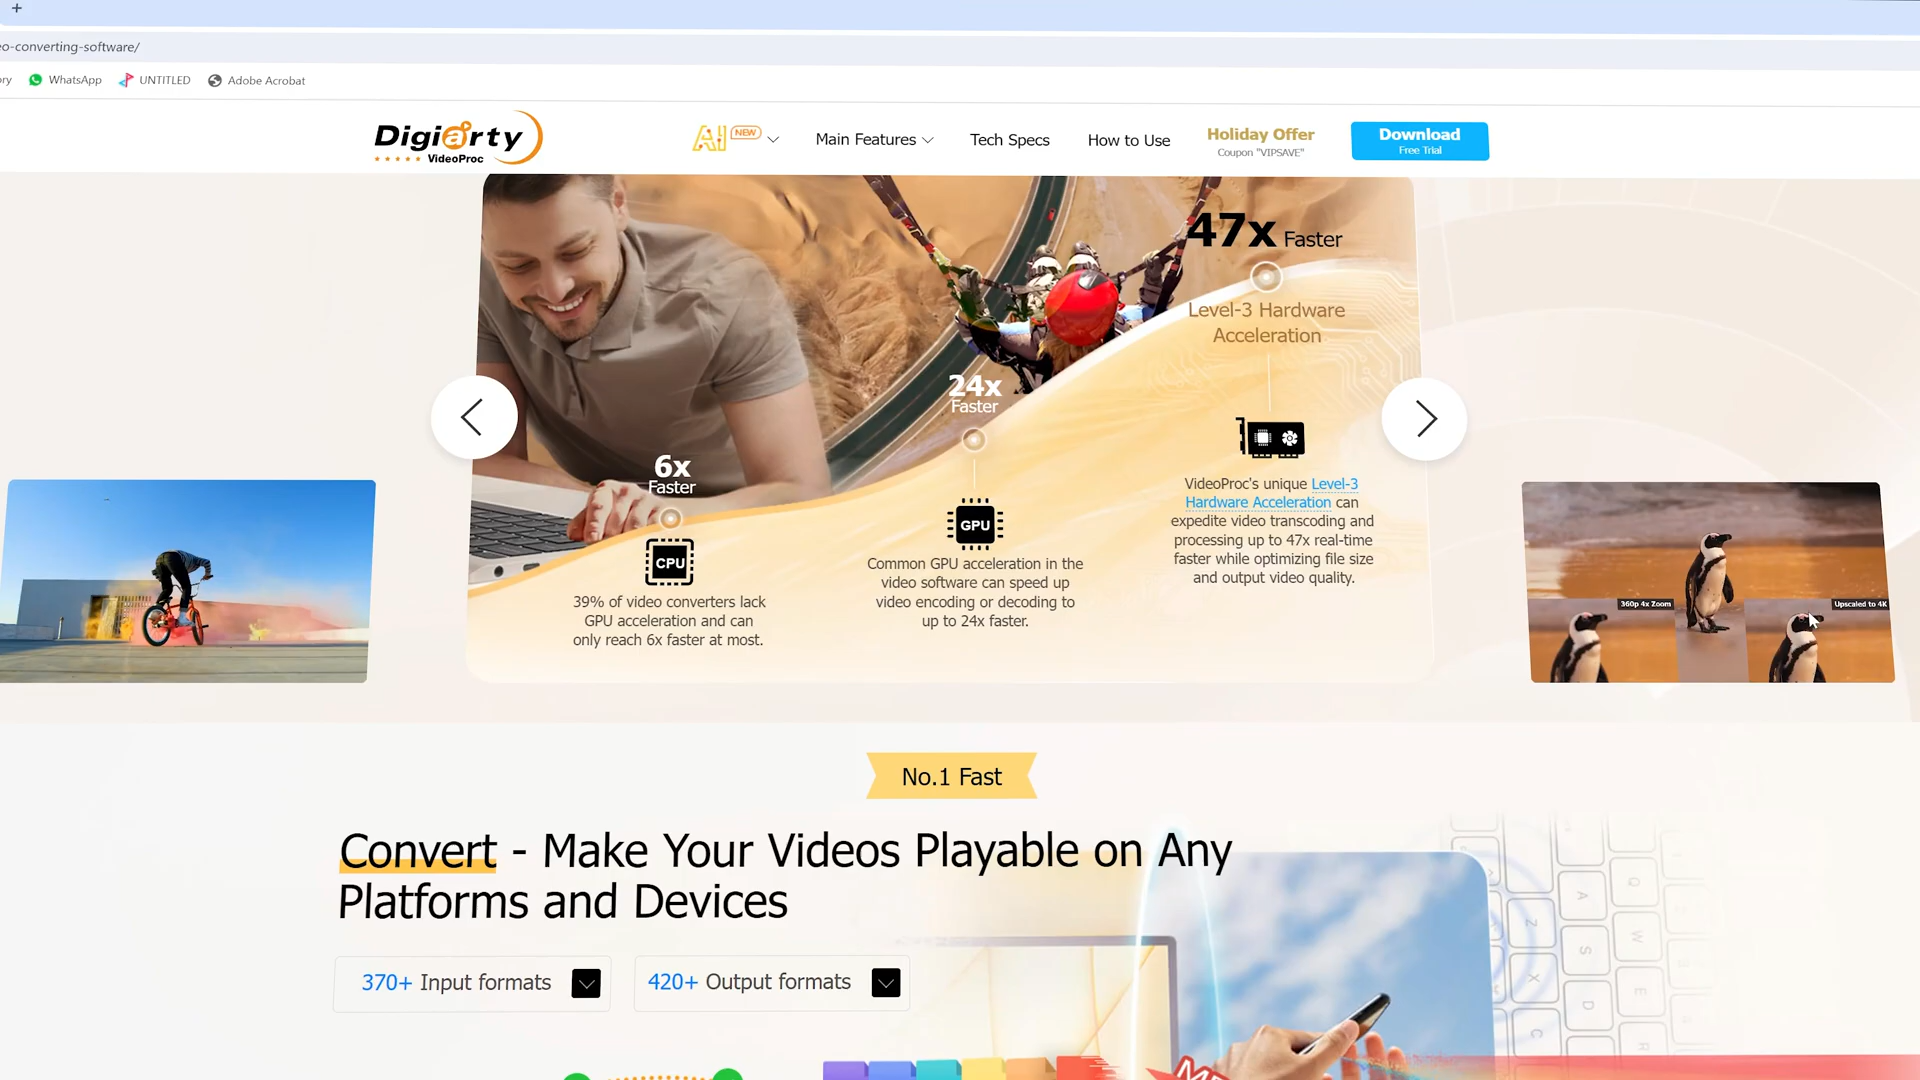 +
eo-converting-software/
ory WhatsApp UNTITLED Adobe Acrobat
Digiarty
VideoProc
AI NEW
Main Features
Tech Specs
How to Use
Holiday Offer
Coupon "VIPSAVE"
Download
Free Trial
47x Faster
Level-3 Hardware
Acceleration
24x
Faster
6x
Faster
CPU
39% of video converters lack
GPU acceleration and can
only reach 6x faster at most.
GPU
Common GPU acceleration in the
video software can speed up
video encoding or decoding to
up to 24x faster.
VideoProc's unique Level-3
Hardware Acceleration can
expedite video transcoding and
processing up to 47x real-time
faster while optimizing file size
and output video quality.
360p 4x Zoom
Upscaled to 4K
No.1 Fast
Convert - Make Your Videos Playable on Any
Platforms and Devices
370+ Input formats
420+ Output formats
Q
A
W
Z
S
E
X
D
R
C